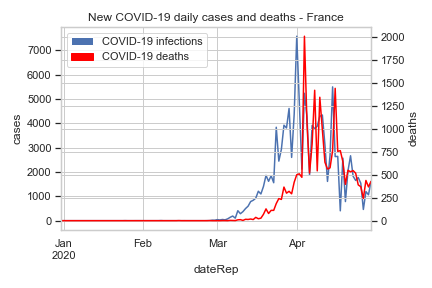 New COVID-19 daily cases and deaths - France
COVID-19 infections
COVID-19 deaths
7000
6000
5000
4000
3000
2000
1000
0
cases
2000
1750
1500
1250
1000
750
500
250
0
deaths
Jan
2020
Feb
Mar
Apr
dateRep